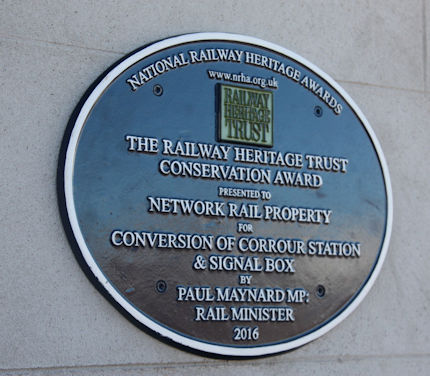 NATIONAL RAILWAY HERITAGE AWARDS
www.nrha.org.uk
RAILWAY
HERITAGE
TRUST
THE RAILWAY HERITAGE TRUST
CONSERVATION AWARD
PRESENTED TO
NETWORK RAIL PROPERTY
FOR
CONVERSION OF CORROUR STATION
& SIGNAL BOX
BY
PAUL MAYNARD MP:
RAIL MINISTER
2016